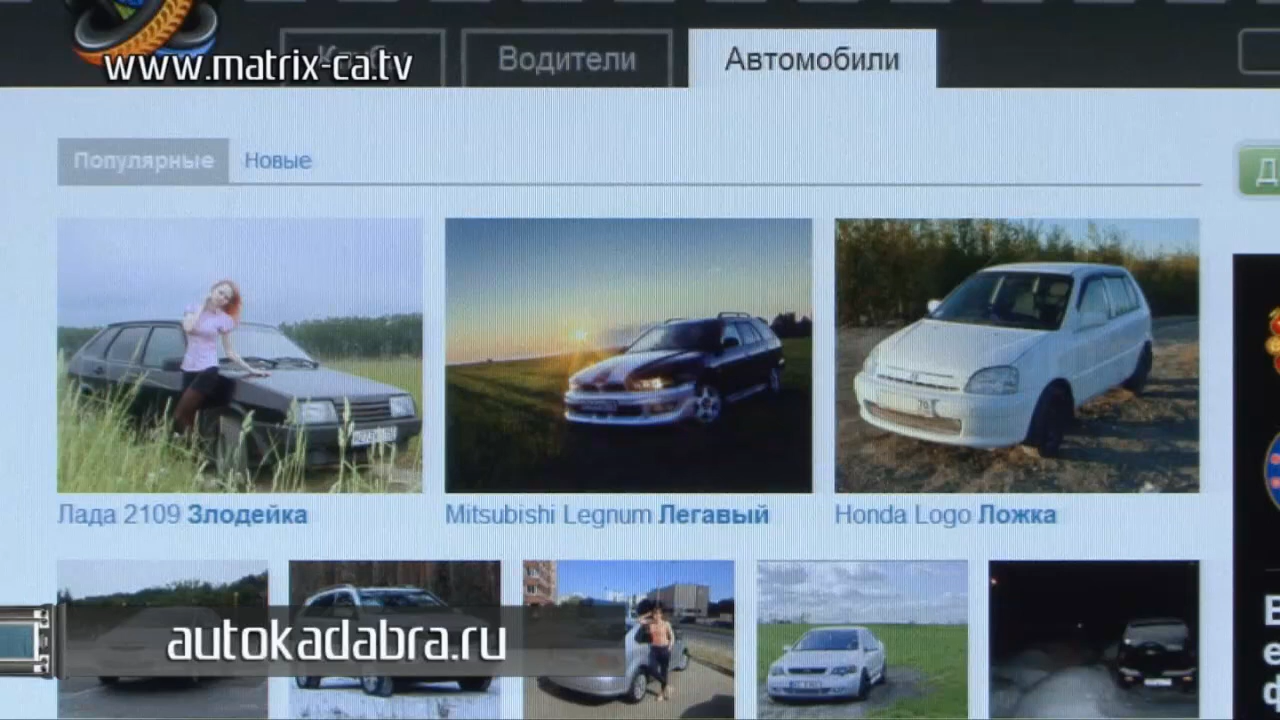 Клубы
Водители
Автомобили
www.matrix-ca.tv
Популярные
Новые
Лада 2109 Злодейка
Mitsubishi Legnum Легавый
Honda Logo Ложка
autokadabra.ru